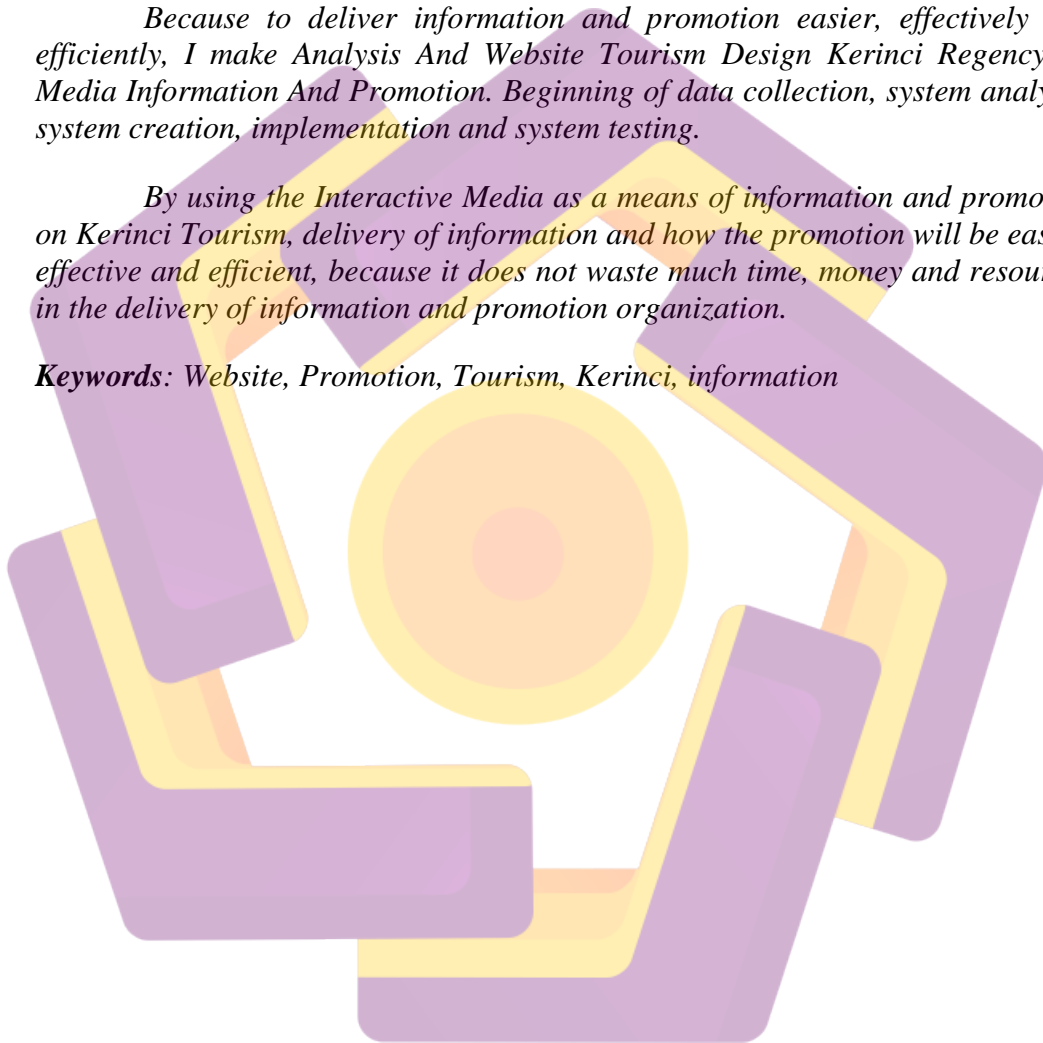 Because to deliver information and promotion easier, effectively
efficiently, I make Analysis And Website Tourism Design Kerinci Regency
Media Information And Promotion. Beginning of data collection, system analy
system creation, implementation and system testing.
By using the Interactive Media as a means of information and promo
on Kerinci Tourism, delivery of information and how the promotion will be eas
effective and efficient, because it does not waste much time, money and resour
in the delivery of information and promotion organization.
Keywords: Website, Promotion, Tourism, Kerinci, information